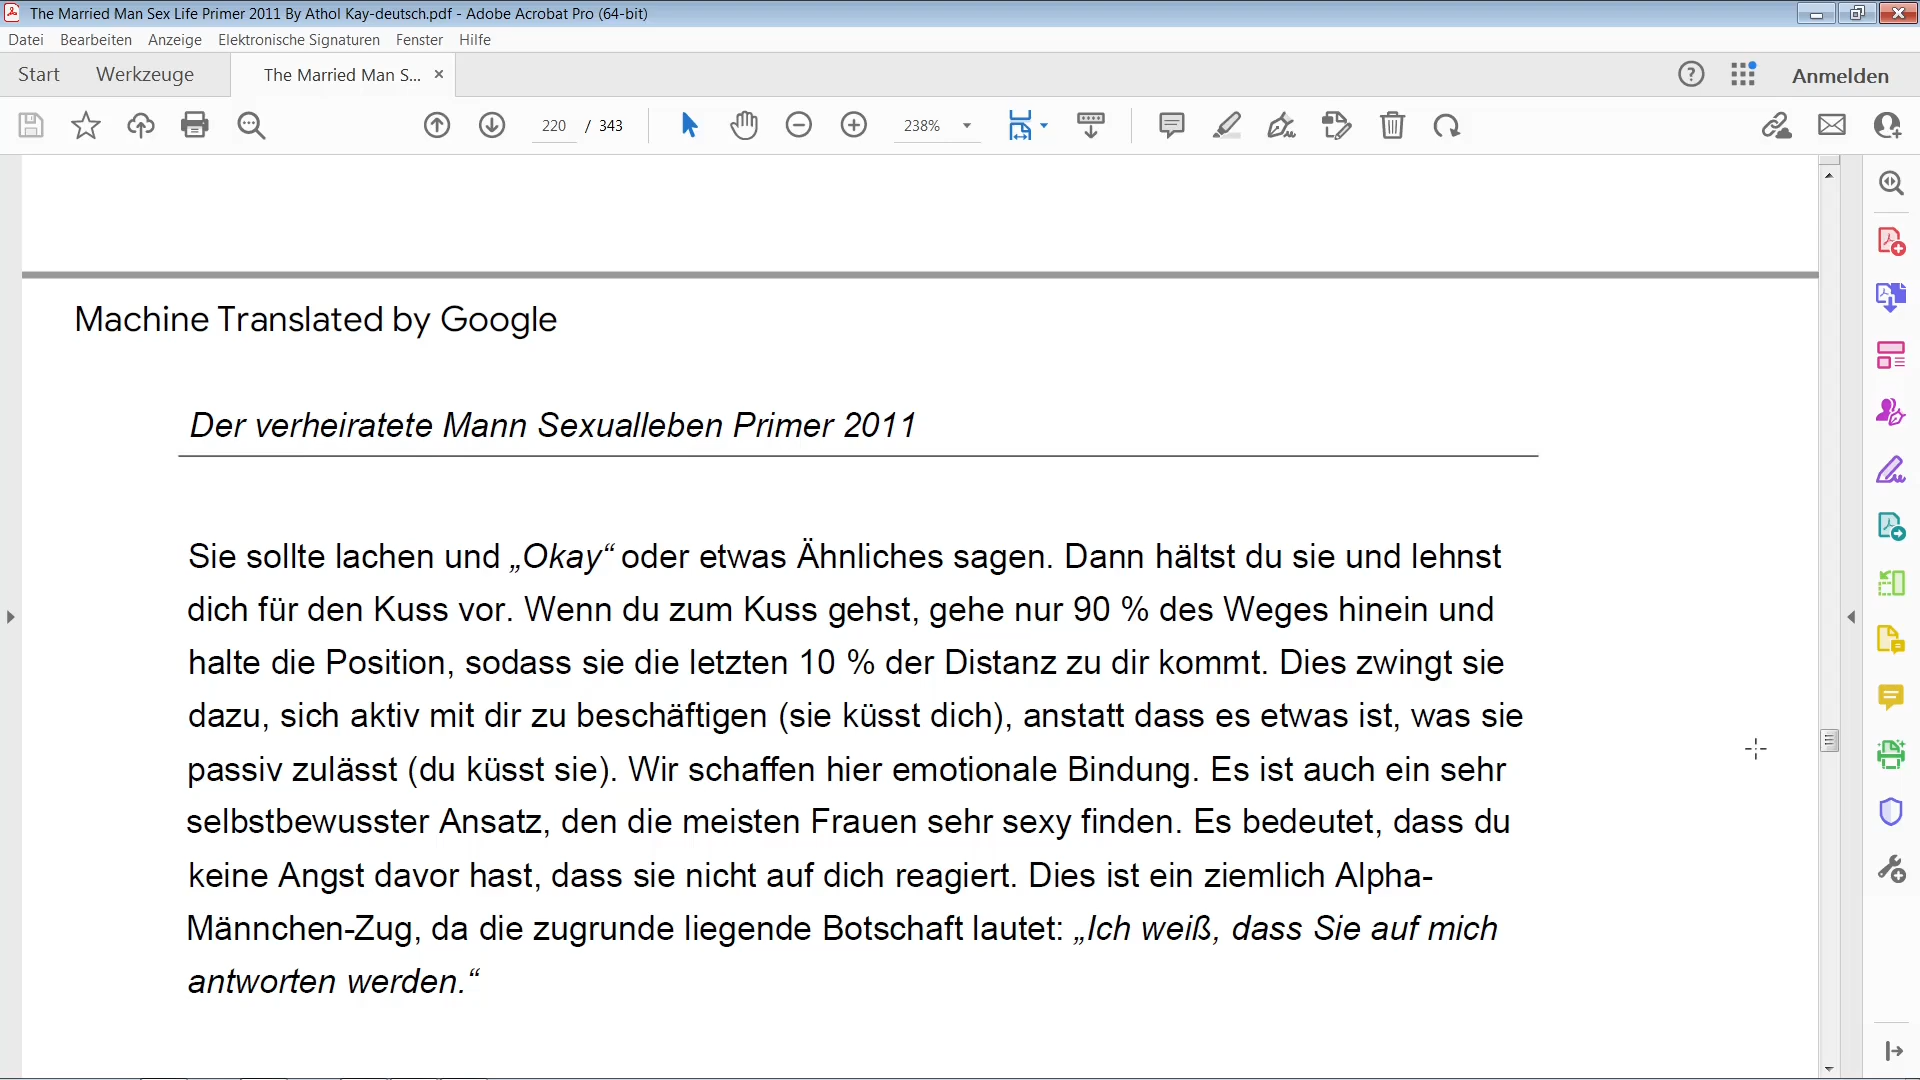 The Married Man Sex Life Primer 2011 By Athol Kay-deutsch.pdf - Adobe Acrobat Pro (64-bit)
Datei Bearbeiten Anzeige Elektronische Signaturen Fenster Hilfe
Start Werkzeuge The Married Man S... × Anmelden
220 / 343 238%
Machine Translated by Google
Der verheiratete Mann Sexualleben Primer 2011
Sie sollte lachen und „Okay“ oder etwas Ähnliches sagen. Dann hältst du sie und lehnst
dich für den Kuss vor. Wenn du zum Kuss gehst, gehe nur 90 % des Weges hinein und
halte die Position, sodass sie die letzten 10 % der Distanz zu dir kommt. Dies zwingt sie
dazu, sich aktiv mit dir zu beschäftigen (sie küsst dich), anstatt dass es etwas ist, was sie
passiv zulässt (du küsst sie). Wir schaffen hier emotionale Bindung. Es ist auch ein sehr
selbstbewusster Ansatz, den die meisten Frauen sehr sexy finden. Es bedeutet, dass du
keine Angst davor hast, dass sie nicht auf dich reagiert. Dies ist ein ziemlich Alpha-
Männchen-Zug, da die zugrunde liegende Botschaft lautet: „Ich weiß, dass Sie auf mich
antworten werden.“